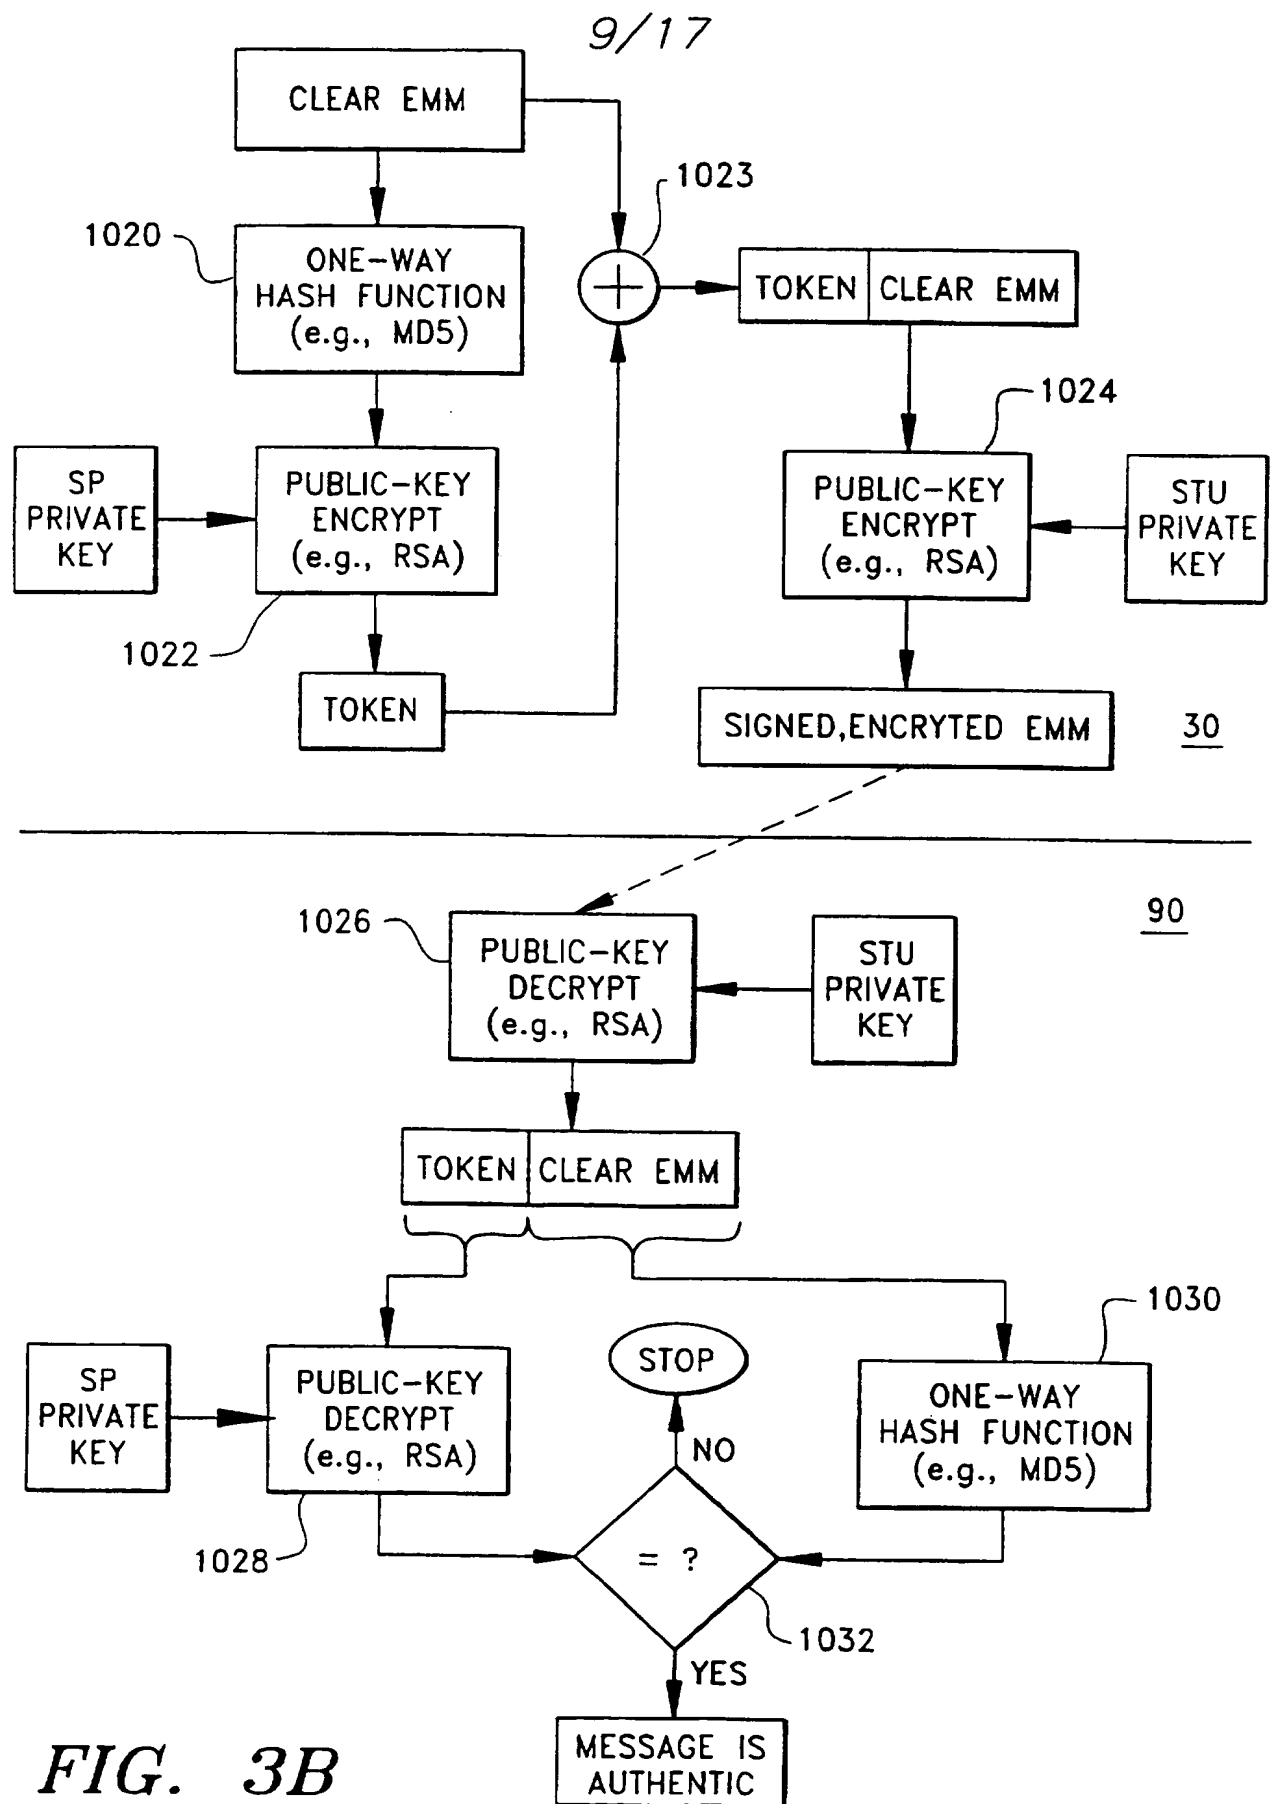 9/17
CLEAR EMM
1020
ONE-WAY
HASH FUNCTION
(e.g., MD5)
1023
TOKEN CLEAR EMM
SP
PRIVATE
KEY
PUBLIC-KEY
ENCRYPT
(e.g., RSA)
1022
TOKEN
1024
PUBLIC-KEY
ENCRYPT
(e.g., RSA)
STU
PRIVATE
KEY
SIGNED,ENCRYTED EMM
30
90
1026
PUBLIC-KEY
DECRYPT
(e.g., RSA)
STU
PRIVATE
KEY
TOKEN CLEAR EMM
SP
PRIVATE
KEY
PUBLIC-KEY
DECRYPT
(e.g., RSA)
1028
STOP
NO
1030
ONE-WAY
HASH FUNCTION
(e.g., MD5)
= ?
1032
YES
MESSAGE IS
AUTHENTIC
FIG. 3B